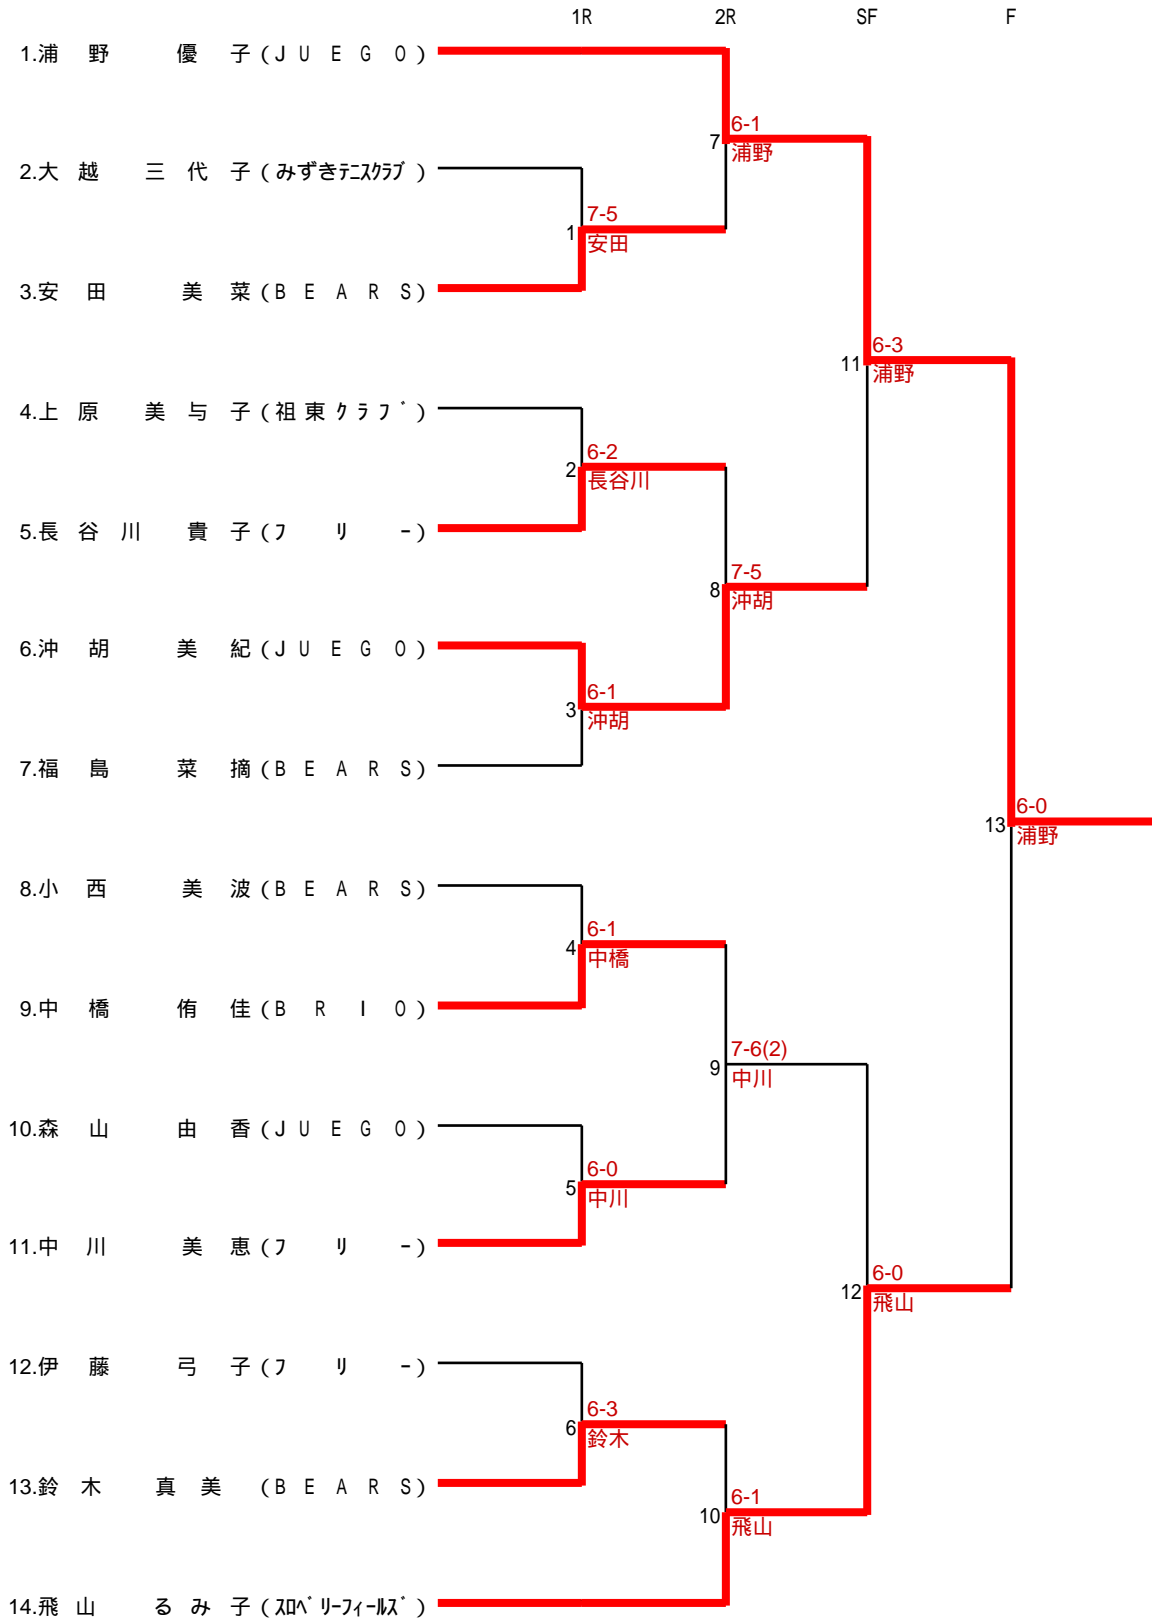 1R 2R SF F
1.浦野 優子(JUEGO)
6-1
7
浦野
2.大越 三代子(みずきﾃﾆｽｸﾗﾌﾞ)
7-5
1
安田
3.安田 美菜(BEARS)
6-3
11
浦野
4.上原 美与子(祖東ｸﾗﾌﾞ)
6-2
2
長谷川
5.長谷川 貴子(ﾌﾘｰ)
7-5
8
沖胡
6.沖胡 美紀(JUEGO)
6-1
3
沖胡
7.福島 菜摘(BEARS)
6-0
13
浦野
8.小西 美波(BEARS)
6-1
4
中橋
9.中橋 侑佳(BRIO)
7-6(2)
9
中川
10.森山 由香(JUEGO)
6-0
5
中川
11.中川 美恵(ﾌﾘｰ)
6-0
12
飛山
12.伊藤 弓子(ﾌﾘｰ)
6-3
6
鈴木
13.鈴木 真美(BEARS)
6-1
10
飛山
14.飛山 るみ子(ｽﾛﾍﾞﾘｰﾌｨｰﾙｽﾞ)